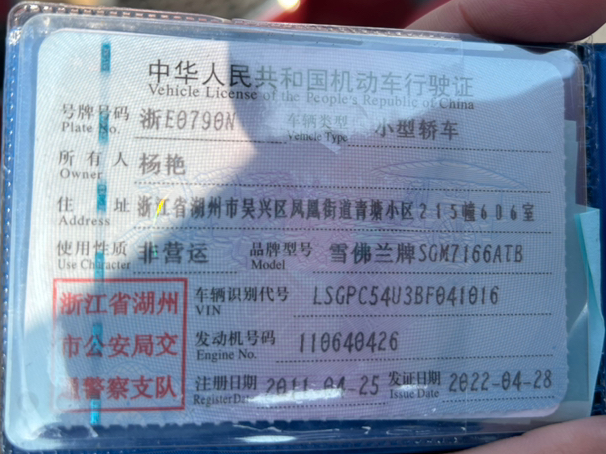 中华人民共和国机动车行驶证
Vehicle License of the People's Republic of China
号牌号码 浙E0790N 车辆类型 小型轿车
Plate No. Vehicle Type
所有人 杨艳
Owner
住址 浙江省湖州市吴兴区凤凰街道青塘小区215幢606室
Address
使用性质 非营运 品牌型号 雪佛兰牌SGM7166ATB
Use Character Model
浙江省湖州
市公安局交
通警察支队
车辆识别代号 LSGPC54U3BF041016
VIN
发动机号码 110640426
Engine No.
注册日期 2011-04-25 发证日期 2022-04-28
Register Date Issue Date